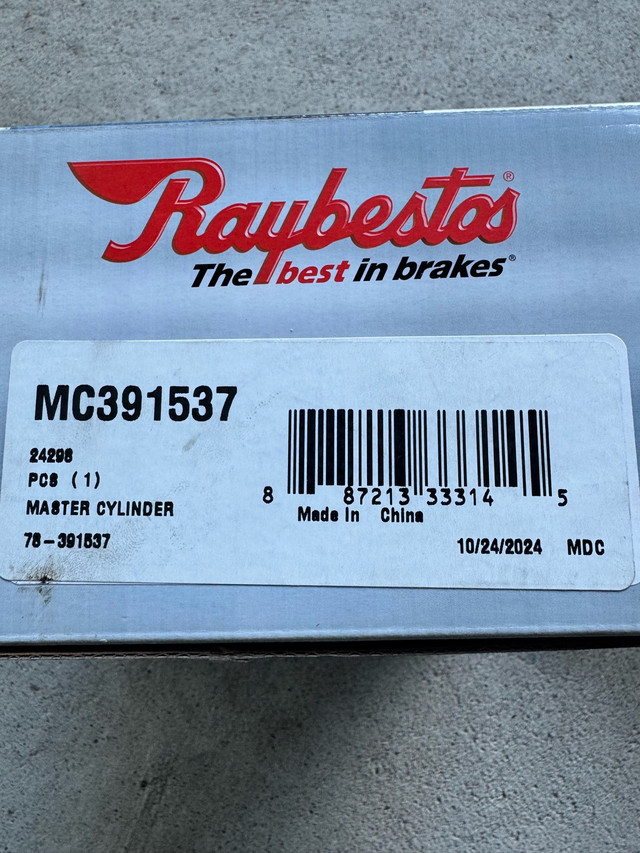 Raybestos®
The best in brakes®
MC391537
24298
PCS (1)
MASTER CYLINDER
78-391537
8 87213 33314 5
Made in China
10/24/2024 MDC